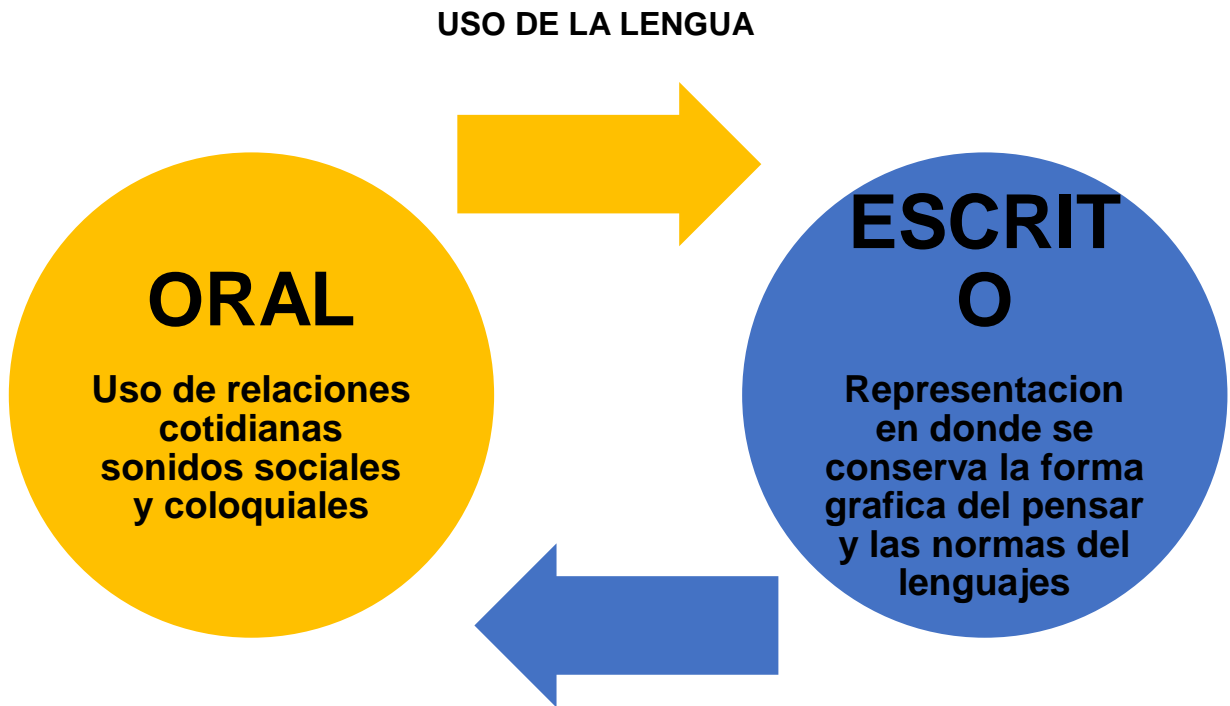 USO DE LA LENGUA
ORAL
Uso de relaciones
cotidianas
sonidos sociales
y coloquiales
ESCRIT
O
Representacion
en donde se
conserva la forma
grafica del pensar
y las normas del
lenguajes